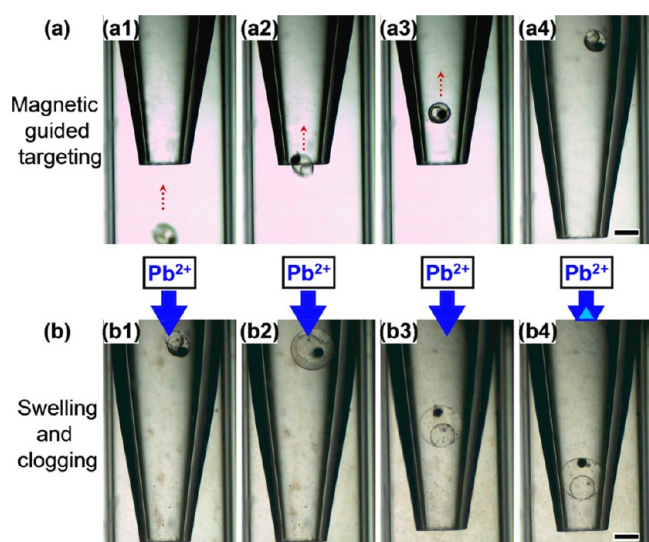 (a) (a1) (a2) (a3) (a4)
Magnetic
guided
targeting
Pb²⁺ Pb²⁺ Pb²⁺ Pb²⁺
(b) (b1) (b2) (b3) (b4)
Swelling
and
clogging